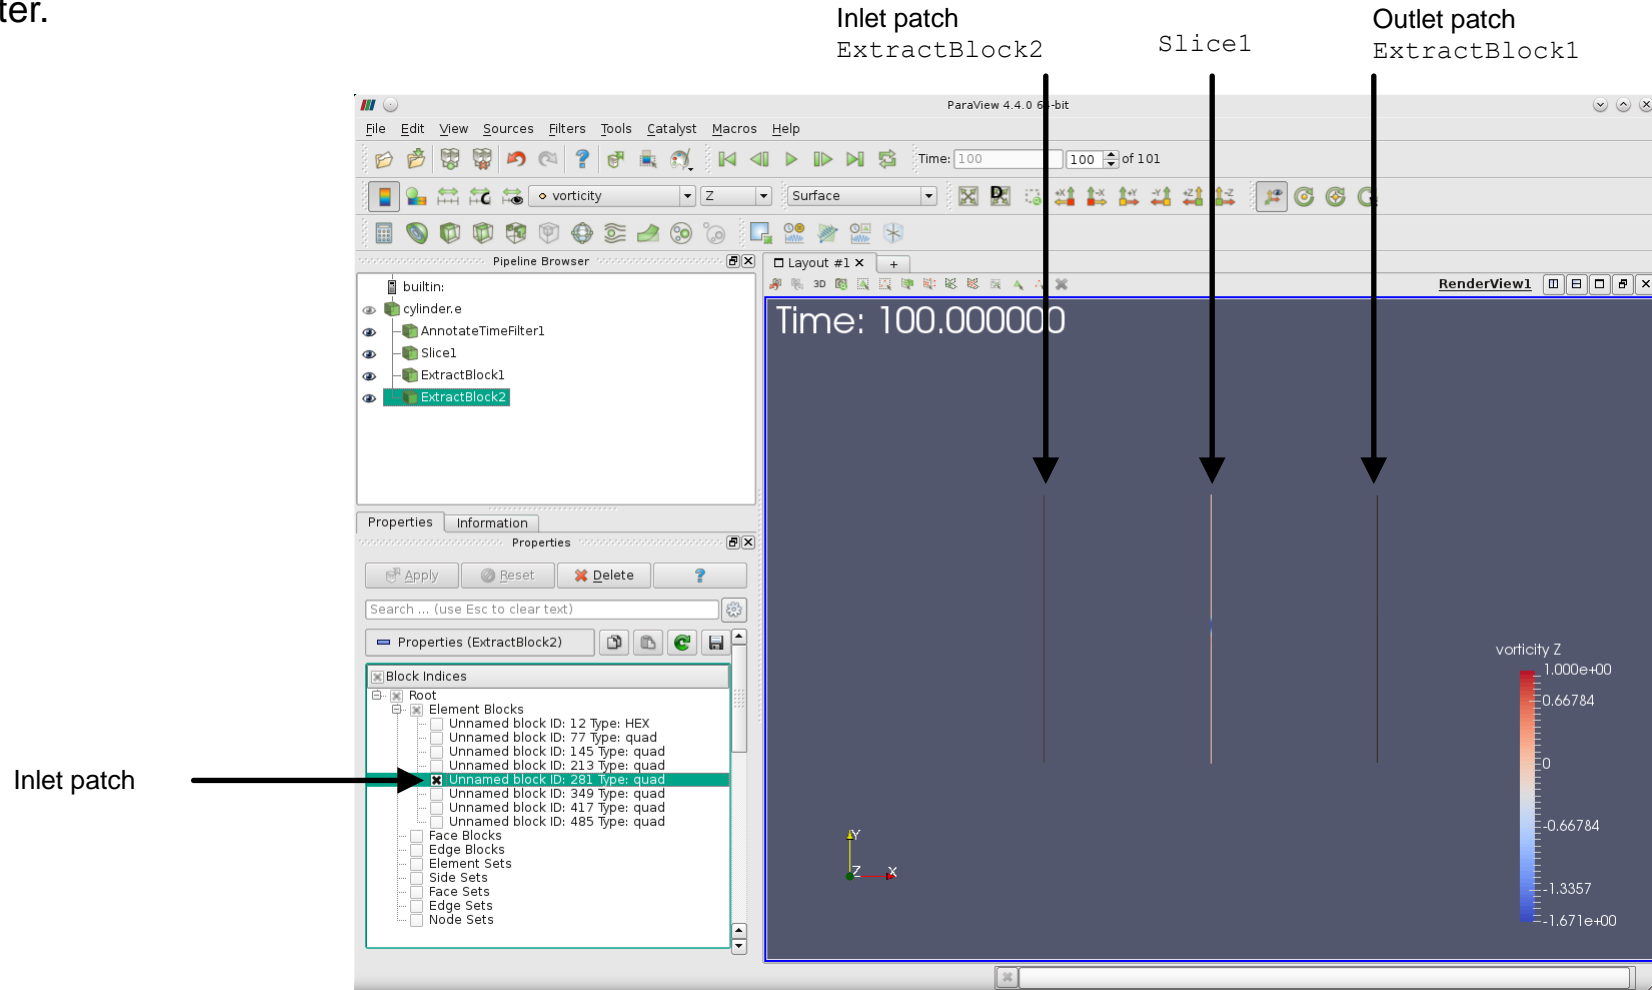 ter.
Inlet patch
ExtractBlock2
Slice1
Outlet patch
ExtractBlock1
ParaView 4.4.0 64-bit
File Edit View Sources Filters Tools Catalyst Macros Help
Time: 100 100 of 101
vorticity Z Surface
Pipeline Browser
Layout #1 +
builtin:
3D
RenderView1
cylinder.e
AnnotateTimeFilter1
Slice1
ExtractBlock1
ExtractBlock2
Time: 100.000000
Properties Information
Properties
Apply Reset Delete ?
Search ... (use Esc to clear text)
Properties (ExtractBlock2)
Block Indices
Root
Element Blocks
Unnamed block ID: 12 Type: HEX
Unnamed block ID: 77 Type: quad
Unnamed block ID: 145 Type: quad
Unnamed block ID: 213 Type: quad
Unnamed block ID: 281 Type: quad
Unnamed block ID: 349 Type: quad
Unnamed block ID: 417 Type: quad
Unnamed block ID: 485 Type: quad
Face Blocks
Edge Blocks
Element Sets
Side Sets
Face Sets
Edge Sets
Node Sets
Inlet patch
vorticity Z
1.000e+00
0.66784
0
-0.66784
-1.3357
-1.671e+00
Y
Z X